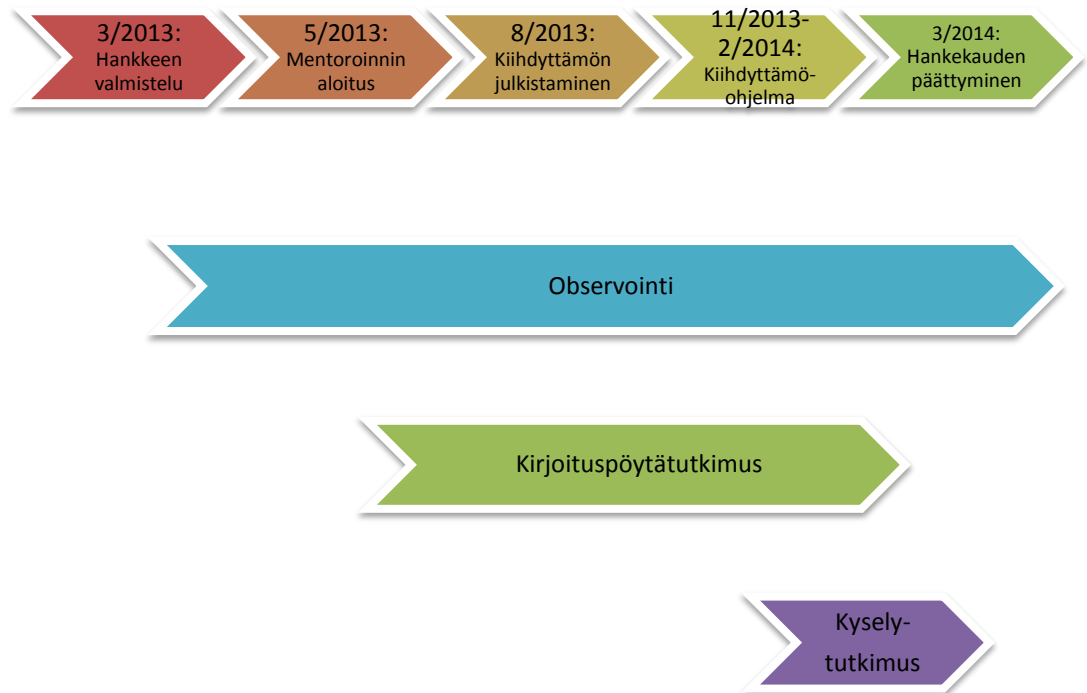 3/2013:
Hankkeen
valmistelu
5/2013:
Mentoroinnin
aloitus
8/2013:
Kiihdyttämön
julkistaminen
11/2013-
2/2014:
Kiihdyttämö-
ohjelma
3/2014:
Hankekauden
päättyminen
Observointi
Kirjoituspöytätutkimus
Kysely-
tutkimus